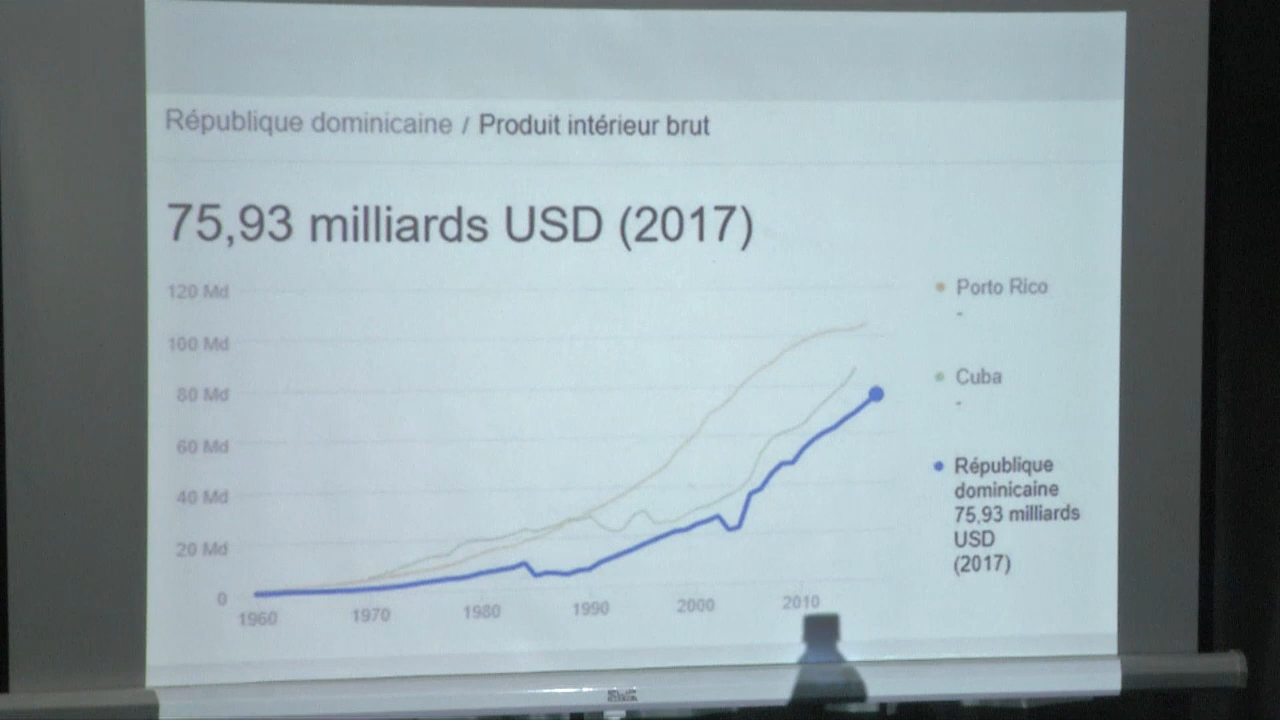 République dominicaine / Produit intérieur brut
75,93 milliards USD (2017)
120 Md
100 Md
80 Md
60 Md
40 Md
20 Md
0
1960
1970
1980
1990
2000
2010
Porto Rico
-
Cuba
-
République
dominicaine
75,93 milliards
USD
(2017)